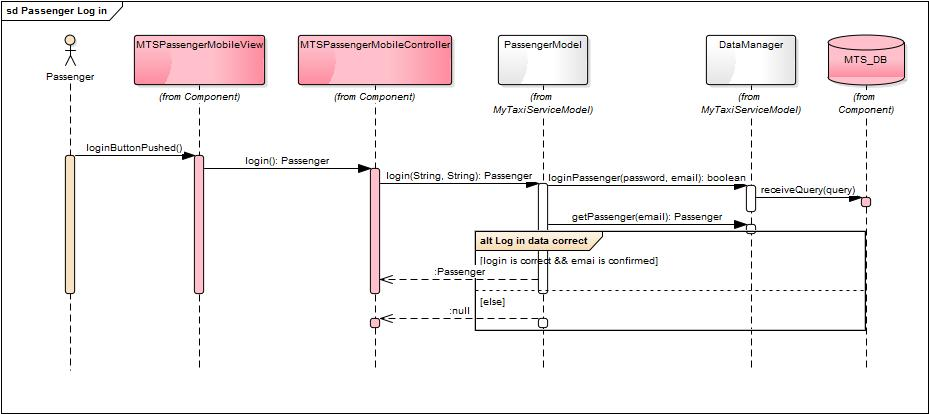 sd Passenger Log in
Passenger
MTSPassengerMobileView
(from Component)
MTSPassengerMobileController
(from Component)
PassengerModel
(from
MyTaxiServiceModel)
DataManager
(from
MyTaxiServiceModel)
MTS_DB
(from
Component)
loginButtonPushed()
login(): Passenger
login(String, String): Passenger
loginPassenger(password, email): boolean
receiveQuery(query)
getPassenger(email): Passenger
alt Log in data correct
[login is correct && emai is confirmed]
:Passenger
[else]
:null